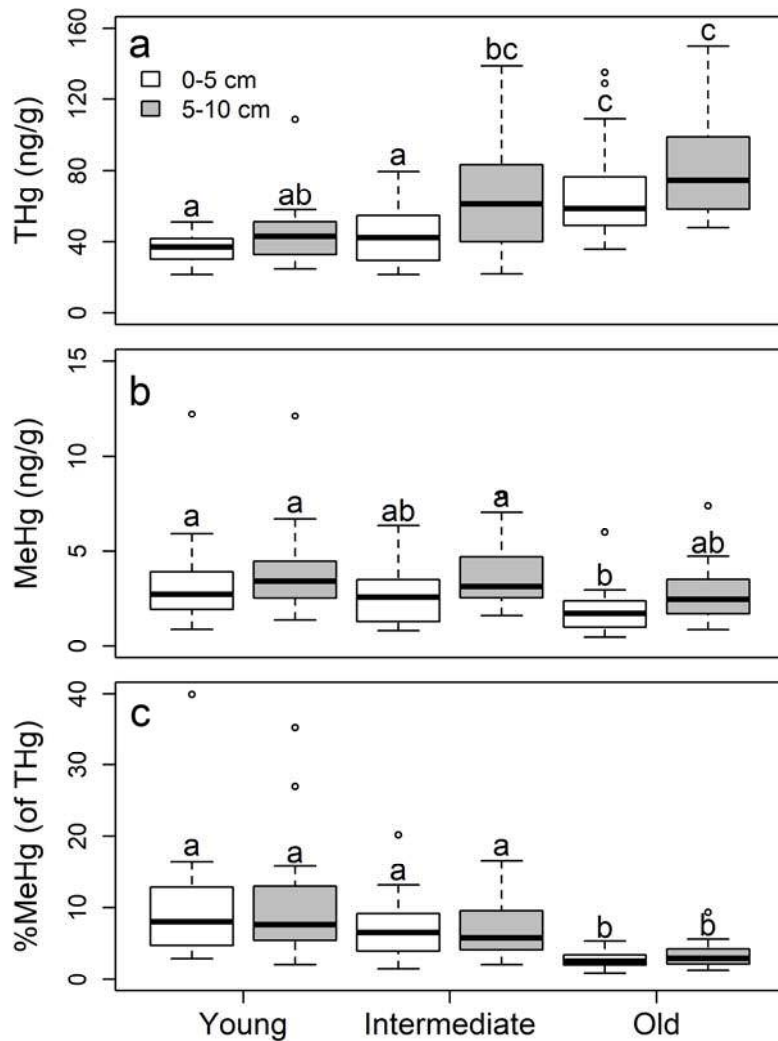 160
120
80
40
0
THg (ng/g)
a
0-5 cm
5-10 cm
a
ab
a
bc
c
c
15
10
5
0
MeHg (ng/g)
b
a
a
ab
a
b
ab
40
30
20
10
0
%MeHg (of THg)
c
a
a
a
a
b
b
Young
Intermediate
Old